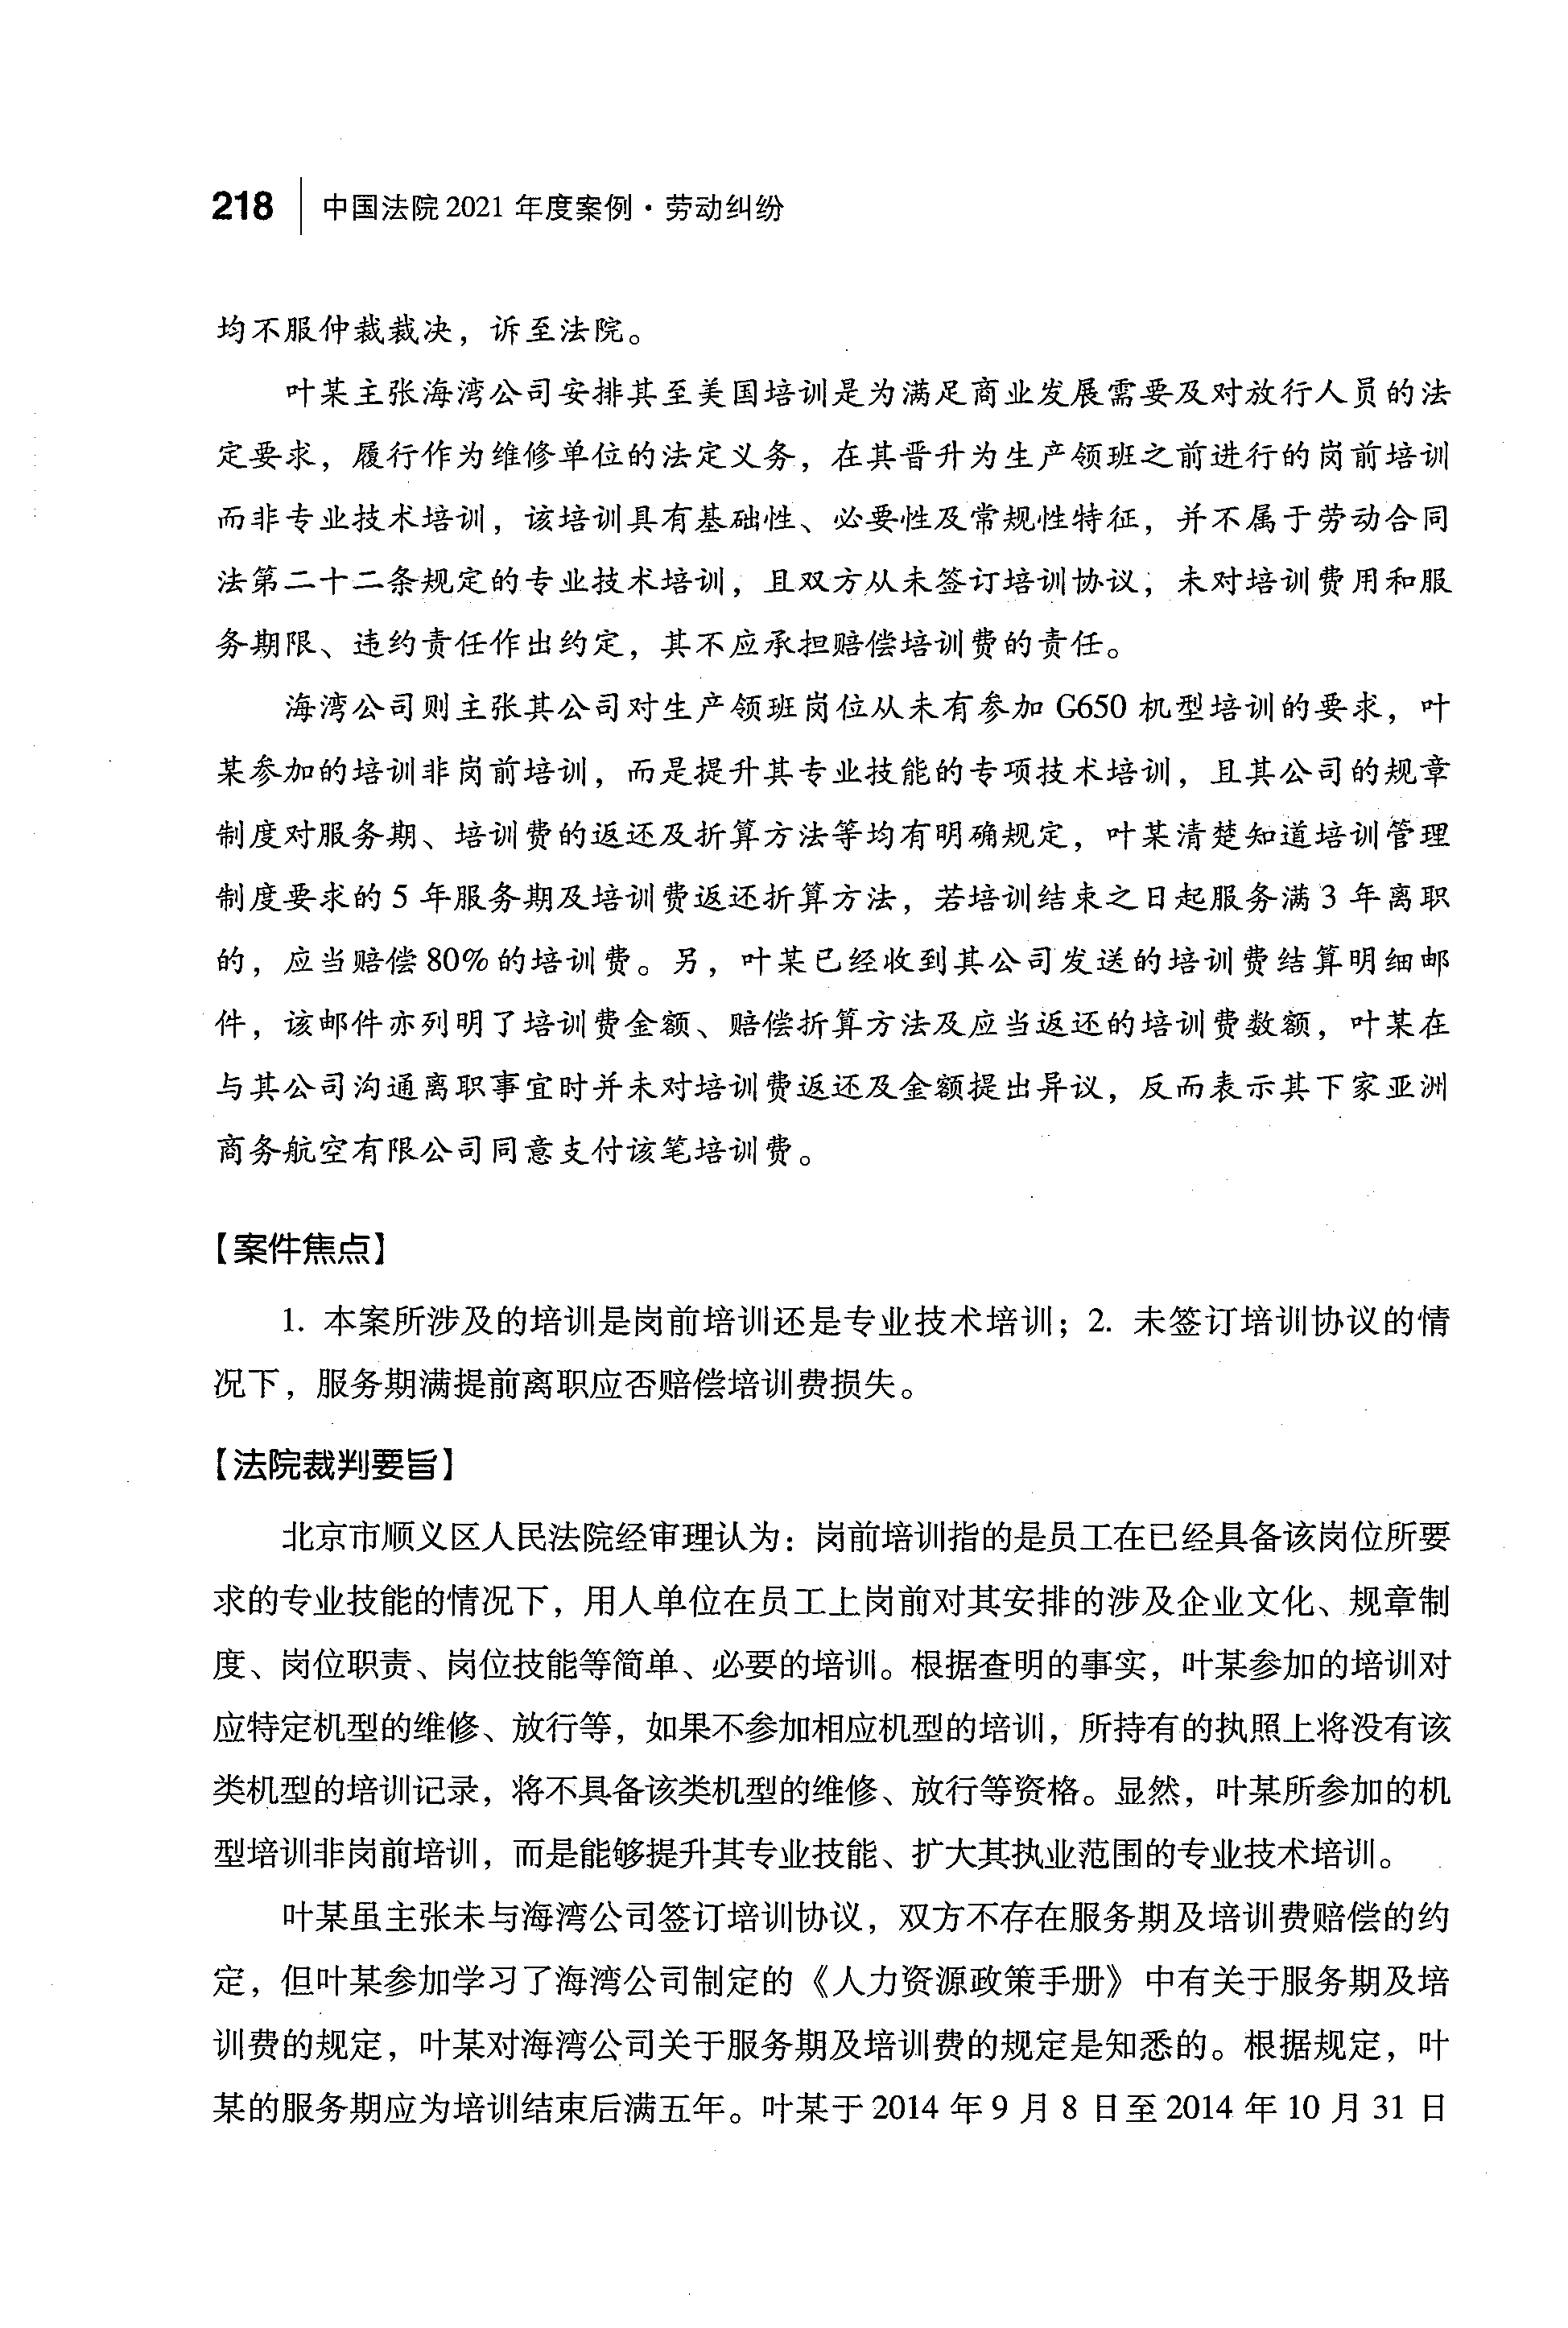 218 中国法院2021年度案例·劳动纠纷
均不服仲裁裁决，诉至法院。
叶某主张海湾公司安排其至美国培训是为满足商业发展需要及对放行人员的法
定要求，履行作为维修单位的法定义务，在其晋升为生产领班之前进行的岗前培训
而非专业技术培训，该培训具有基础性、必要性及常规性特征，并不属于劳动合同
法第二十二条规定的专业技术培训，且双方从未签订培训协议，未对培训费用和服
务期限、违约责任作出约定，其不应承担赔偿培训费的责任。
海湾公司则主张其公司对生产领班岗位从未有参加 G650 机型培训的要求，叶
某参加的培训非岗前培训，而是提升其专业技能的专项技术培训，且其公司的规章
制度对服务期、培训费的返还及折算方法等均有明确规定，叶某清楚知道培训管理
制度要求的 5 年服务期及培训费返还折算方法，若培训结束之日起服务满 3 年离职
的，应当赔偿 80% 的培训费。另，叶某已经收到其公司发送的培训费结算明细邮
件，该邮件亦列明了培训费金额、赔偿折算方法及应当返还的培训费数额，叶某在
与其公司沟通离职事宜时并未对培训费返还及金额提出异议，反而表示其下家亚洲
商务航空有限公司同意支付该笔培训费。
【案件焦点】
1. 本案所涉及的培训是岗前培训还是专业技术培训；2. 未签订培训协议的情
况下，服务期满提前离职应否赔偿培训费损失。
【法院裁判要旨】
北京市顺义区人民法院经审理认为：岗前培训指的是员工在已经具备该岗位所要
求的专业技能的情况下，用人单位在员工上岗前对其安排的涉及企业文化、规章制
度、岗位职责、岗位技能等简单、必要的培训。根据查明的事实，叶某参加的培训对
应特定机型的维修、放行等，如果不参加相应机型的培训，所持有的执照上将没有该
类机型的培训记录，将不具备该类机型的维修、放行等资格。显然，叶某所参加的机
型培训非岗前培训，而是能够提升其专业技能、扩大其执业范围的专业技术培训。
叶某虽主张未与海湾公司签订培训协议，双方不存在服务期及培训费赔偿的约
定，但叶某参加学习了海湾公司制定的《人力资源政策手册》中有关于服务期及培
训费的规定，叶某对海湾公司关于服务期及培训费的规定是知悉的。根据规定，叶
某的服务期应为培训结束后满五年。叶某于 2014 年 9 月 8 日至 2014 年 10 月 31 日